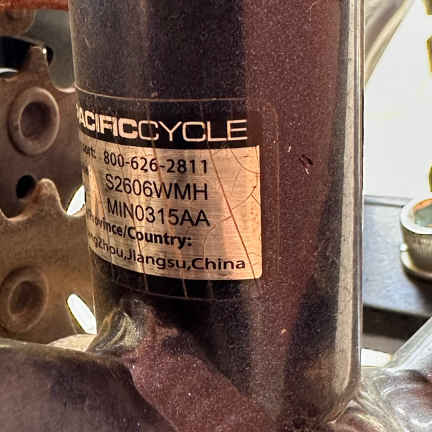 PACIFICCYCLE
800-626-2811
S2606WMH
MIN0315AA
Province/Country:
Jiangsu,China